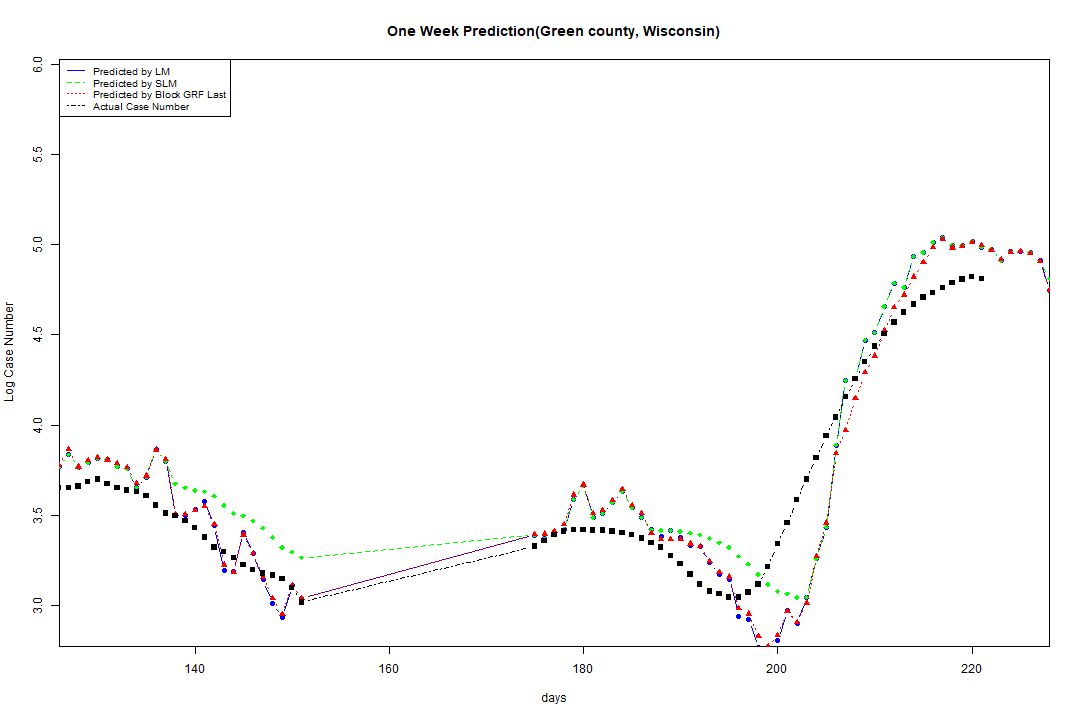 One Week Prediction(Green county, Wisconsin)
Predicted by LM
Predicted by SLM
Predicted by Block GRF Last
Actual Case Number
6.0
5.5
5.0
4.5
4.0
3.5
3.0
Log Case Number
140 160 180 200 220
days